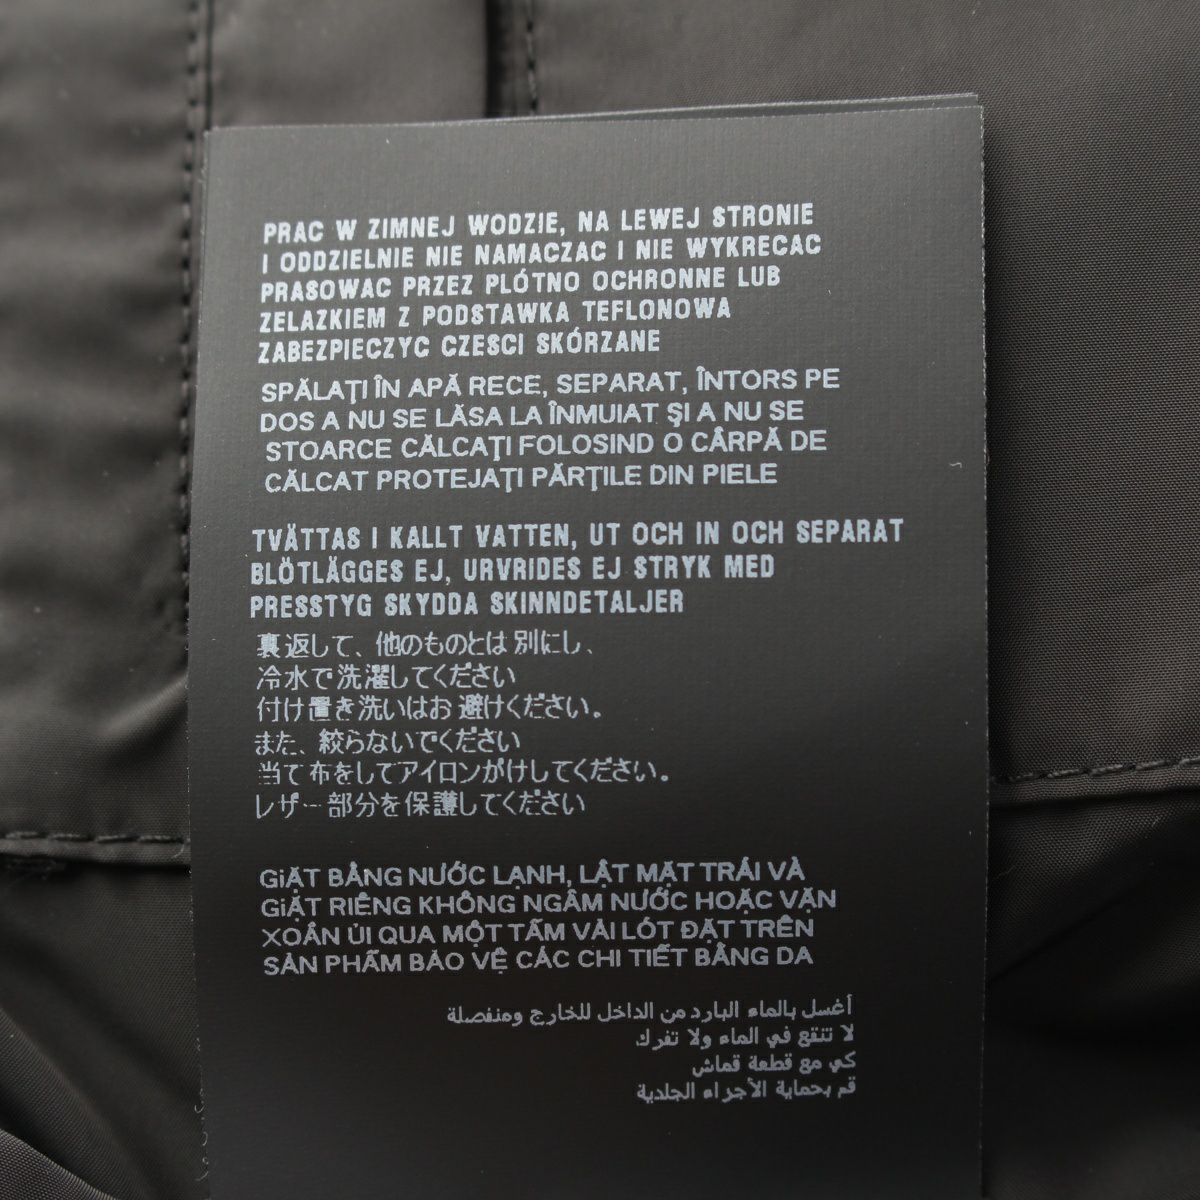 PRAC W ZIMNEJ WODZIE, NA LEWEJ STRONIE
I ODDZIELNIE NIE NAMACZAC I NIE WYKRECAC
PRASOWAC PRZEZ PLÓTNO OCHRONNE LUB
ZELAZKIEM Z PODSTAWKA TEFLONOWA
ZABEZPIECZYC CZESCI SKÓRZANE
SPĂLAȚI ÎN APĂ RECE, SEPARAT, ÎNTORS PE
DOS A NU SE LĂSA LA ÎNMUIAT ȘI A NU SE
STOARCE CĂLCAȚI FOLOSIND O CÂRPĂ DE
CĂLCAT PROTEJAȚI PĂRȚILE DIN PIELE
TVÄTTAS I KALLT VATTEN, UT OCH IN OCH SEPARAT
BLÖTLÄGGES EJ, URVRIDES EJ STRYK MED
PRESSTYG SKYDDA SKINNDETALJER
裏返して、他のものとは別にし、
冷水で洗濯してください
付け置き洗いはお避けください。
また、絞らないでください
当て布をしてアイロンがけしてください。
レザー部分を保護してください
GIẶT BẰNG NƯỚC LẠNH, LẬT MẶT TRÁI VÀ
GIẶT RIÊNG KHÔNG NGÂM NƯỚC HOẶC VẶN
XOẮN ỦI QUA MỘT TẤM VẢI LÓT ĐẶT TRÊN
SẢN PHẨM BẢO VỆ CÁC CHI TIẾT BẰNG DA
أغسل بالماء البارد من الداخل للخارج ومنفصلة
لا تنقع في الماء ولا تفرك
كي مع قطعة قماش
قم بحماية الأجراء الجلدية